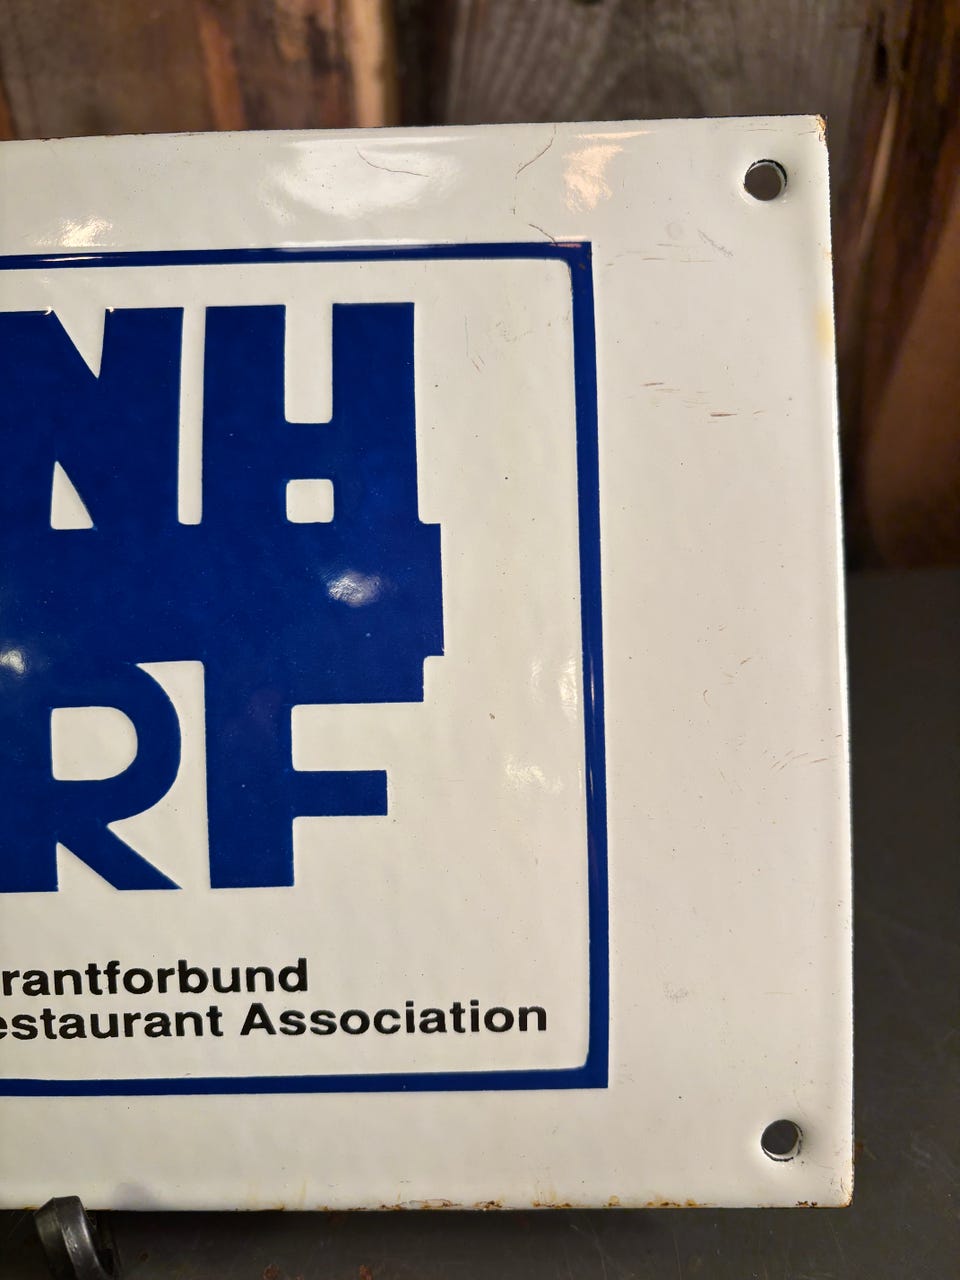 NH
RF
rantforbund
estaurant Association